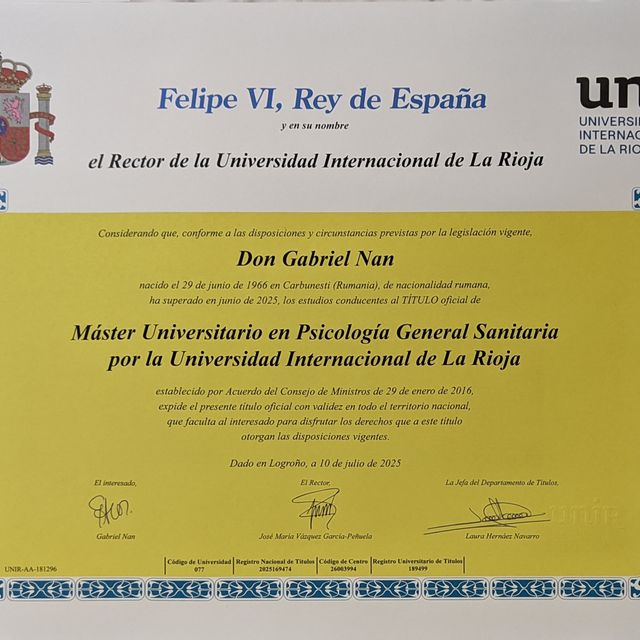 Felipe VI, Rey de España
y en su nombre
el Rector de la Universidad Internacional de La Rioja
un
UNIVERSI
INTERNAC
DE LA RIO
Considerando que, conforme a las disposiciones y circunstancias previstas por la legislación vigente,
Don Gabriel Nan
nacido el 29 de junio de 1966 en Carbunesti (Rumania), de nacionalidad rumana,
ha superado en junio de 2025, los estudios conducentes al TÍTULO oficial de
Máster Universitario en Psicología General Sanitaria
por la Universidad Internacional de La Rioja
establecido por Acuerdo del Consejo de Ministros de 29 de enero de 2016,
expide el presente título oficial con validez en todo el territorio nacional,
que faculta al interesado para disfrutar los derechos que a este título
otorgan las disposiciones vigentes.
Dado en Logroño, a 10 de julio de 2025
El interesado, El Rector, La Jefa del Departamento de Títulos,
Gabriel Nan José María Vázquez García-Peñuela Laura Hernáez Navarro
unir
UNIR-AA-181296
Código de Universidad Registro Nacional de Títulos Código de Centro Registro Universitario de Títulos
077 2025169474 26003994 189499